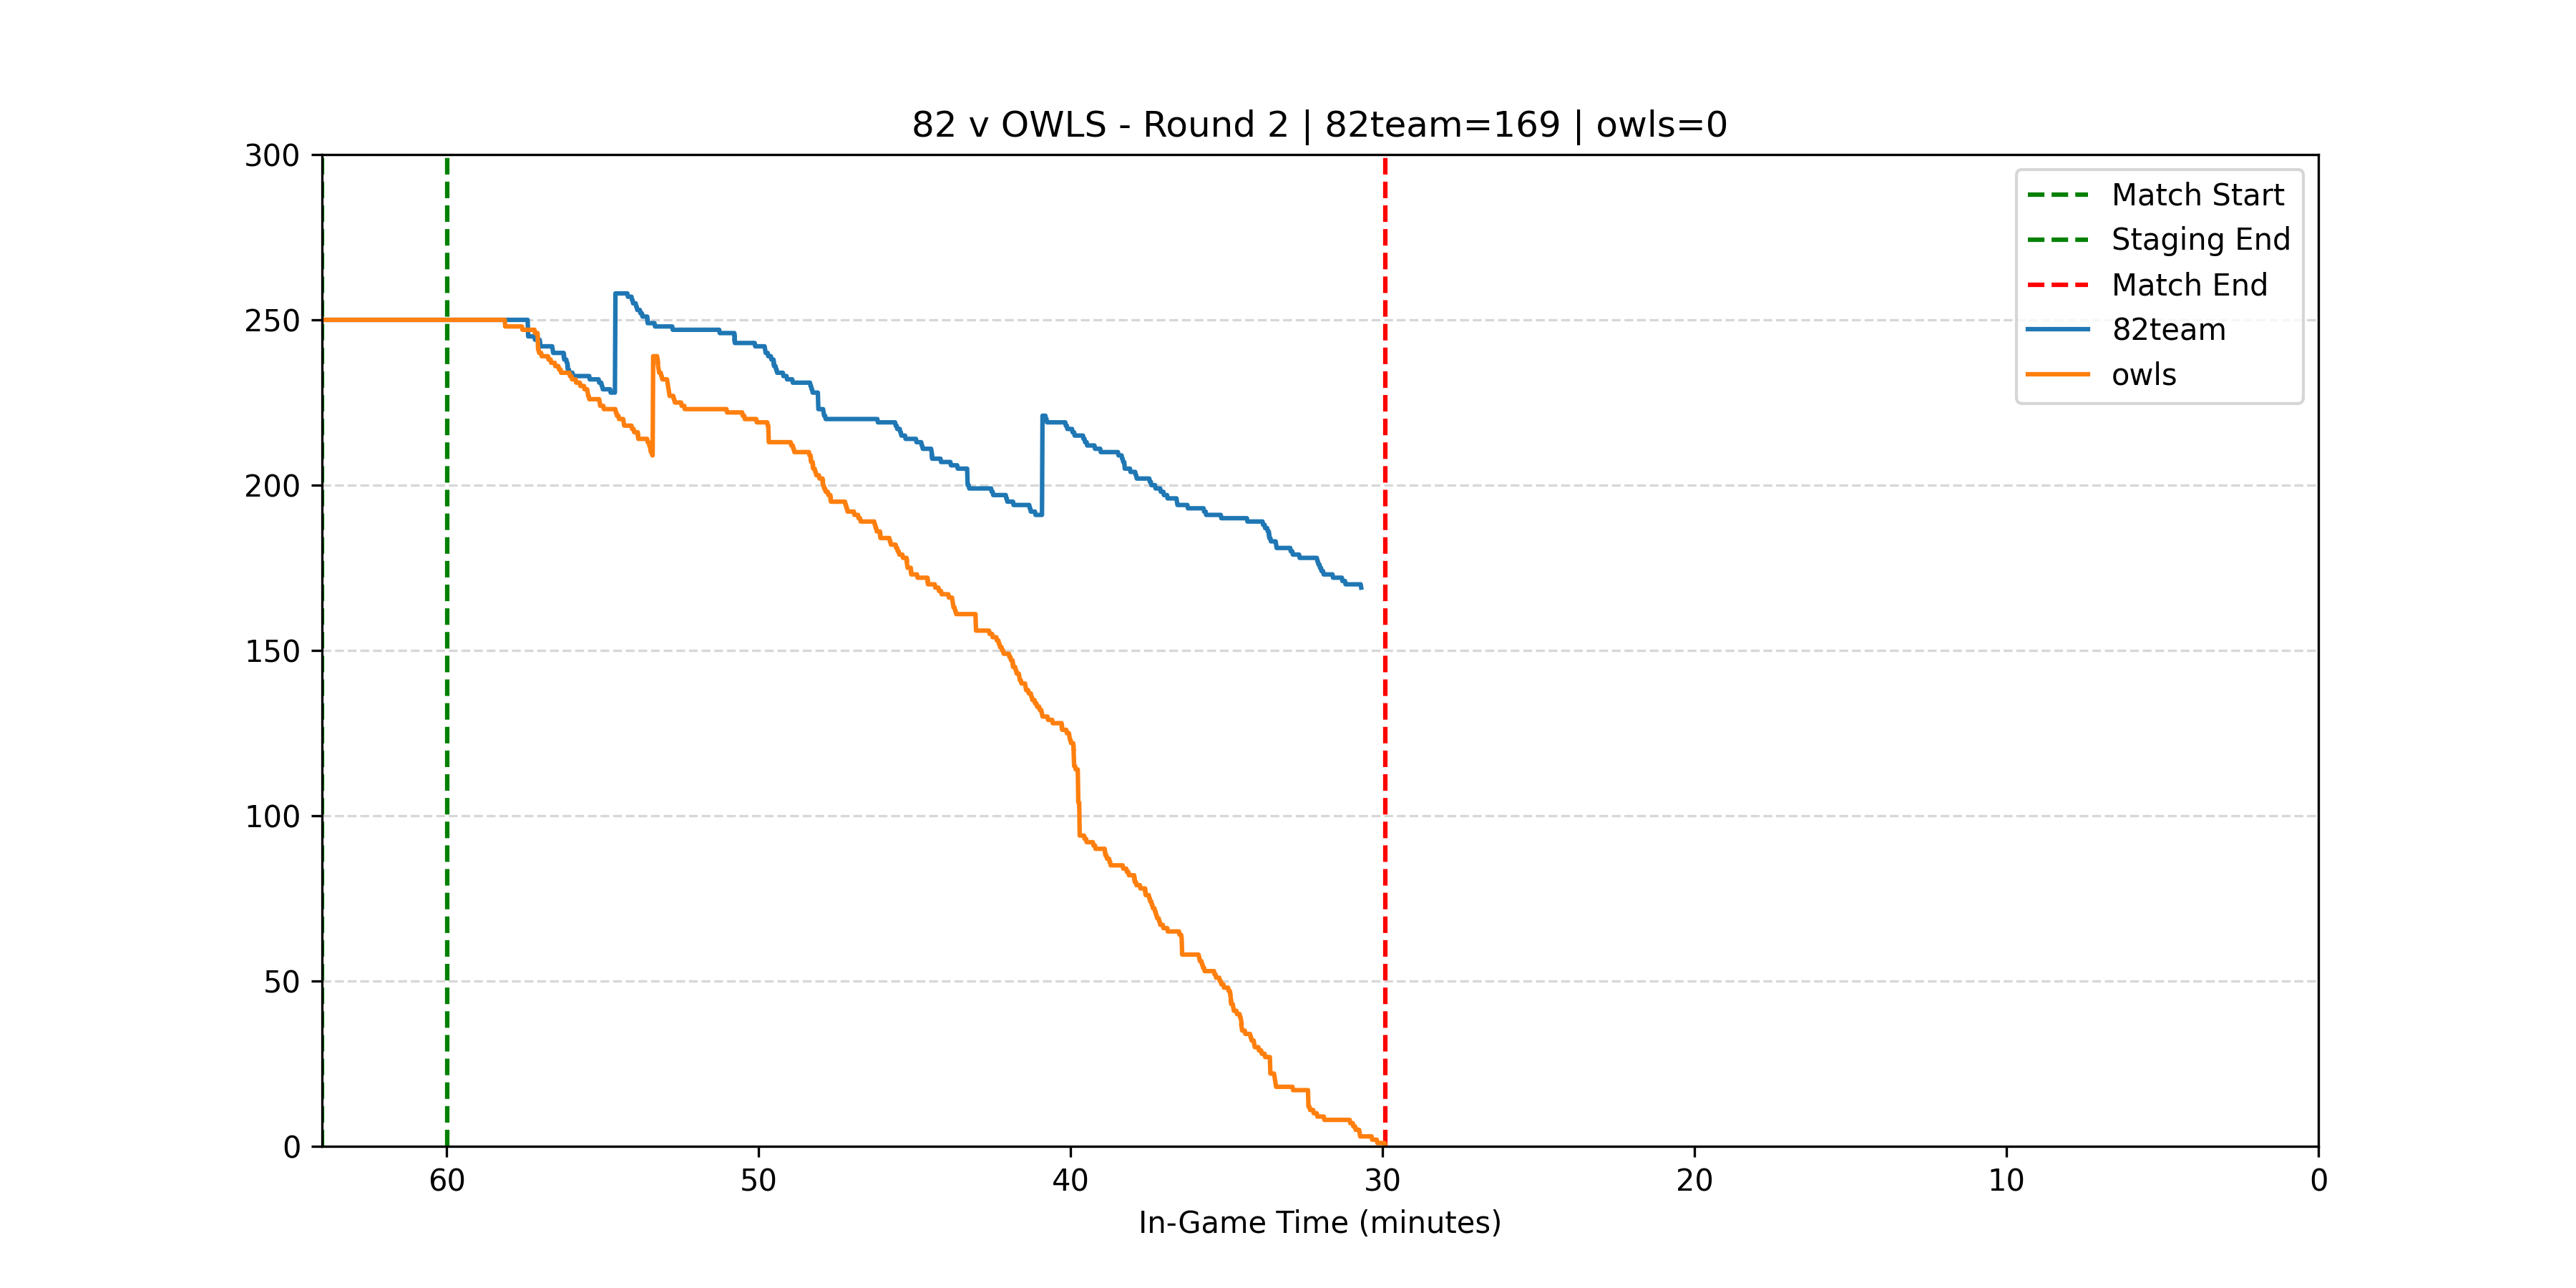 82 v OWLS - Round 2 | 82team=169 | owls=0
300
250
200
150
100
50
0
Match Start
Staging End
Match End
82team
owls
60 50 40 30 20 10 0
In-Game Time (minutes)